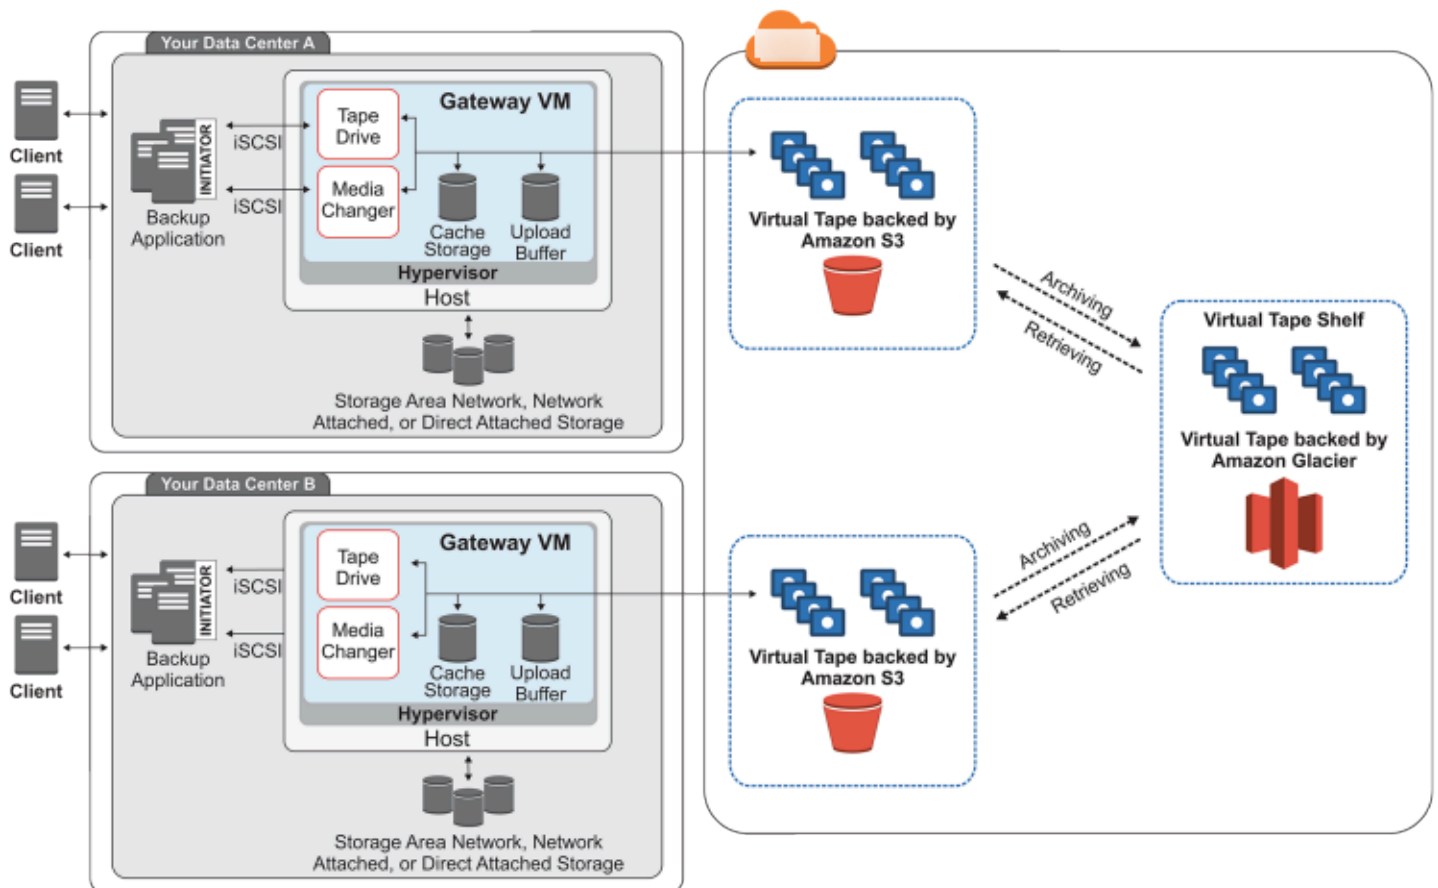 Your Data Center A
Client
Client
INITIATOR
Backup
Application
iSCSI
iSCSI
Gateway VM
Tape
Drive
Media
Changer
Cache
Storage
Upload
Buffer
Hypervisor
Host
Storage Area Network, Network
Attached, or Direct Attached Storage
Virtual Tape backed by
Amazon S3
Archiving
Retrieving
Virtual Tape Shelf
Virtual Tape backed by
Amazon Glacier
Your Data Center B
Client
Client
INITIATOR
Backup
Application
iSCSI
iSCSI
Gateway VM
Tape
Drive
Media
Changer
Cache
Storage
Upload
Buffer
Hypervisor
Host
Storage Area Network, Network
Attached, or Direct Attached Storage
Virtual Tape backed by
Amazon S3
Archiving
Retrieving